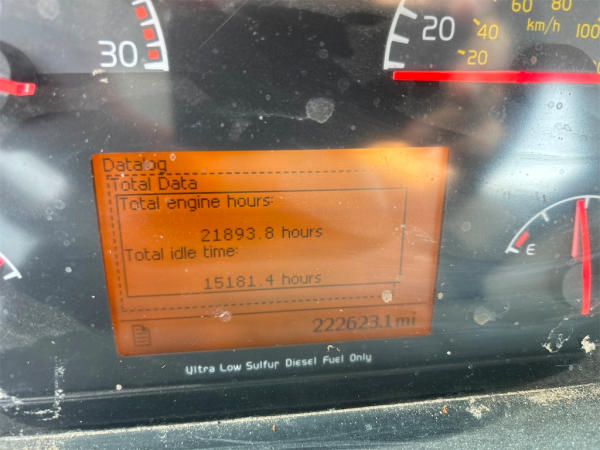 30
20
60 80
km/h
40
100
20
Datalog
Total Data
Total engine hours:
21893.8 hours
Total idle time:
15181.4 hours
222623.1 mi
E
Ultra Low Sulfur Diesel Fuel Only